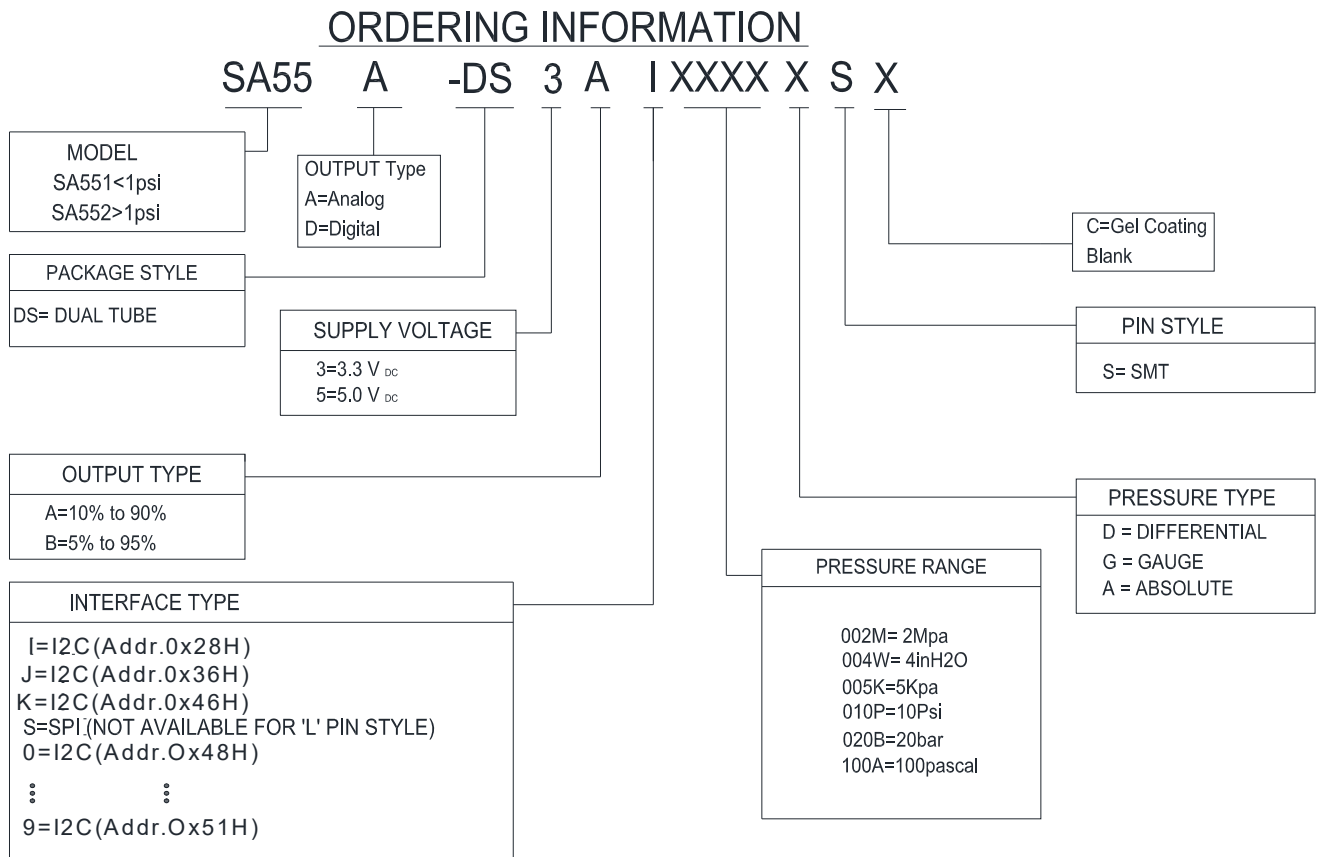 ORDERING INFORMATION
SA55 A -DS 3 A I XXXX X S X
MODEL
SA551<1psi
SA552>1psi
OUTPUT Type
A=Analog
D=Digital
C=Gel Coating
Blank
PACKAGE STYLE
DS= DUAL TUBE
SUPPLY VOLTAGE
3=3.3 V DC
5=5.0 V DC
PIN STYLE
S= SMT
OUTPUT TYPE
A=10% to 90%
B=5% to 95%
PRESSURE TYPE
D = DIFFERENTIAL
G = GAUGE
A = ABSOLUTE
INTERFACE TYPE
I=I2C(Addr.0x28H)
J=I2C(Addr.0x36H)
K=I2C(Addr.0x46H)
S=SPI (NOT AVAILABLE FOR 'L' PIN STYLE)
0=I2C(Addr.Ox48H)
9=I2C(Addr.Ox51H)
PRESSURE RANGE
002M= 2Mpa
004W= 4inH2O
005K=5Kpa
010P=10Psi
020B=20bar
100A=100pascal